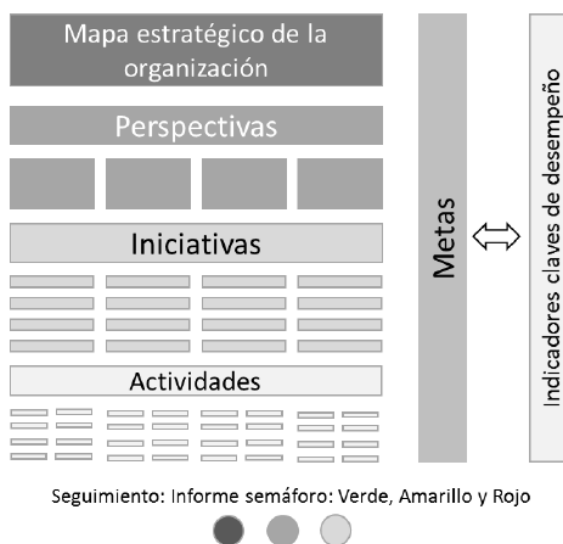 Mapa estratégico de la
organización
Perspectivas
Iniciativas
Actividades
Metas
Indicadores claves de desempeño
Seguimiento: Informe semáforo: Verde, Amarillo y Rojo